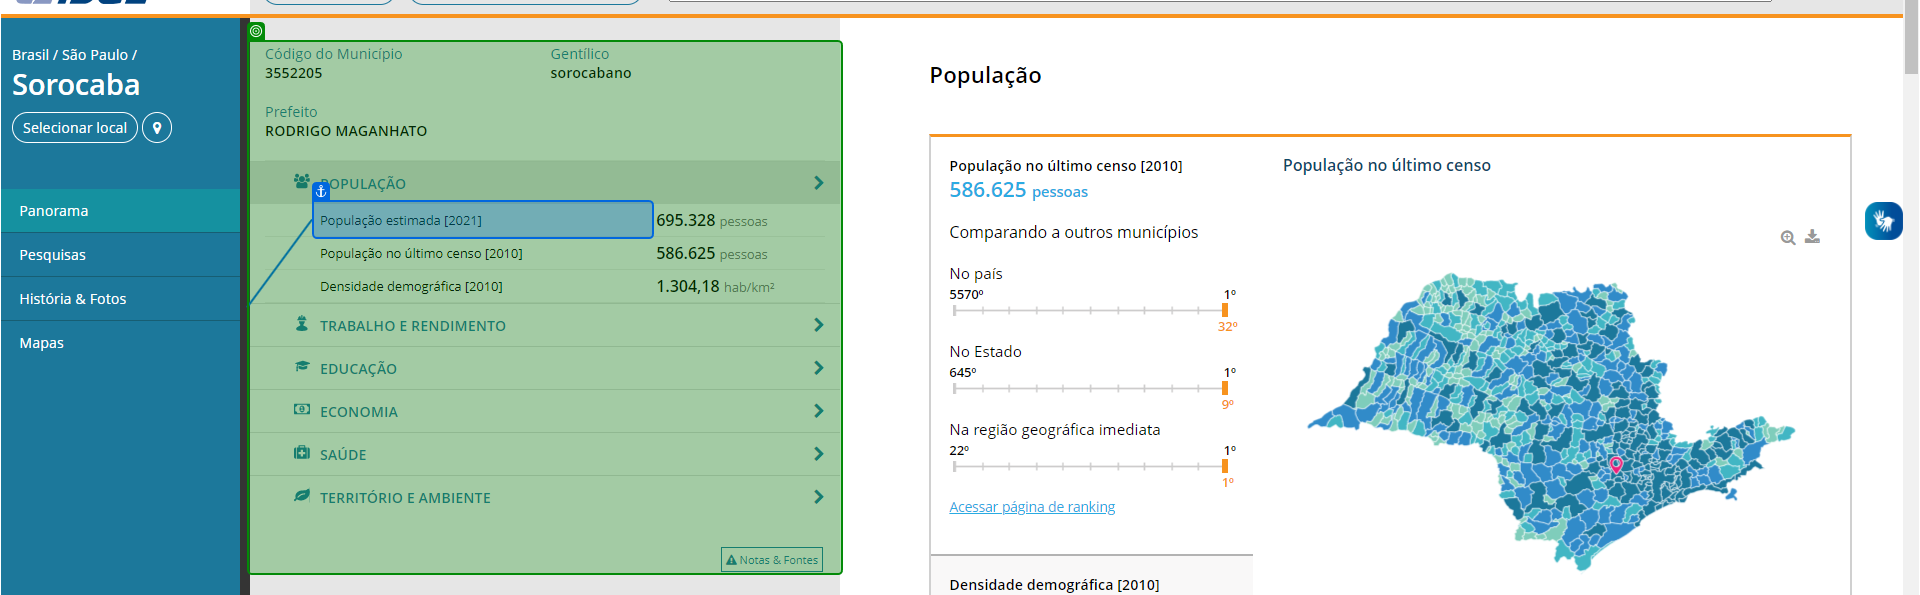 Brasil / São Paulo /
Sorocaba
Selecionar local
Panorama
Pesquisas
História & Fotos
Mapas
Código do Município
3552205
Gentílico
sorocabano
Prefeito
RODRIGO MAGANHATO
POPULAÇÃO
População estimada [2021] 695.328 pessoas
População no último censo [2010] 586.625 pessoas
Densidade demográfica [2010] 1.304,18 hab/km²
TRABALHO E RENDIMENTO
EDUCAÇÃO
ECONOMIA
SAÚDE
TERRITÓRIO E AMBIENTE
Notas & Fontes
População
População no último censo [2010]
586.625 pessoas
Comparando a outros municípios
No país
5570º 1º
32º
No Estado
645º 1º
9º
Na região geográfica imediata
22º 1º
1º
Acessar página de ranking
Densidade demográfica [2010]
População no último censo